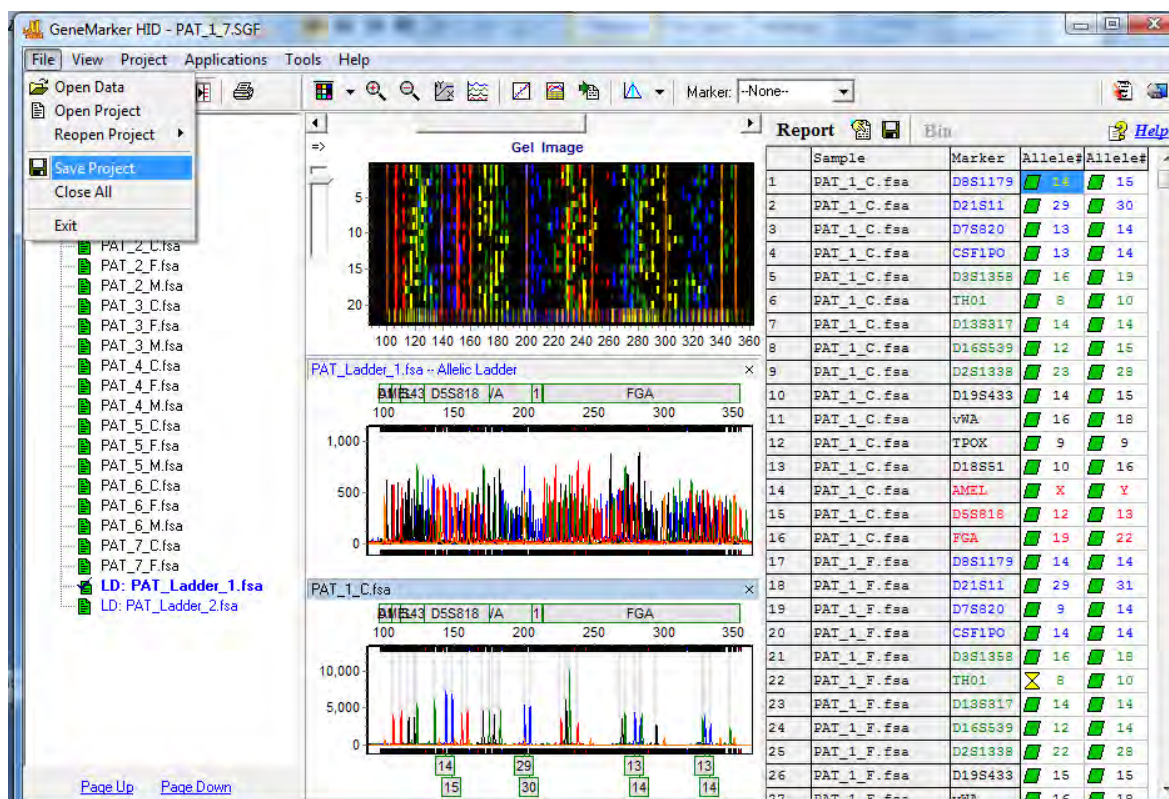 GeneMarker HID - PAT_1_7.SGF
File View Project Applications Tools Help
Open Data
Open Project
Reopen Project
Save Project
Close All
Exit
Marker: --None--
PAT_2_C.fsa
PAT_2_F.fsa
PAT_2_M.fsa
PAT_3_C.fsa
PAT_3_F.fsa
PAT_3_M.fsa
PAT_4_C.fsa
PAT_4_F.fsa
PAT_4_M.fsa
PAT_5_C.fsa
PAT_5_F.fsa
PAT_5_M.fsa
PAT_6_C.fsa
PAT_6_F.fsa
PAT_6_M.fsa
PAT_7_C.fsa
PAT_7_F.fsa
LD: PAT_Ladder_1.fsa
LD: PAT_Ladder_2.fsa
Page Up Page Down
=>
Gel Image
5
10
15
20
100 120 140 160 180 200 220 240 260 280 300 320 340 360
PAT_Ladder_1.fsa -- Allelic Ladder
D5S818 FGA
100 150 200 250 300 350
1,000
500
0
PAT_1_C.fsa
D5S818 FGA
100 150 200 250 300 350
10,000
5,000
0
14 29 13 13
15 30 14 14
Report Bin Help
Sample Marker Allele# Allele#
1 PAT_1_C.fsa D8S1179 15
2 PAT_1_C.fsa D21S11 29 30
3 PAT_1_C.fsa D7S820 13 14
4 PAT_1_C.fsa CSF1PO 13 14
5 PAT_1_C.fsa D3S1358 16 19
6 PAT_1_C.fsa TH01 8 10
7 PAT_1_C.fsa D13S317 14 14
8 PAT_1_C.fsa D16S539 12 15
9 PAT_1_C.fsa D2S1338 23 28
10 PAT_1_C.fsa D19S433 14 15
11 PAT_1_C.fsa vWA 16 18
12 PAT_1_C.fsa TPOX 9 9
13 PAT_1_C.fsa D18S51 10 16
14 PAT_1_C.fsa AMEL X Y
15 PAT_1_C.fsa D5S818 12 13
16 PAT_1_C.fsa FGA 19 22
17 PAT_1_F.fsa D8S1179 14 14
18 PAT_1_F.fsa D21S11 29 31
19 PAT_1_F.fsa D7S820 9 14
20 PAT_1_F.fsa CSF1PO 14 14
21 PAT_1_F.fsa D3S1358 16 18
22 PAT_1_F.fsa TH01 8 10
23 PAT_1_F.fsa D13S317 14 14
24 PAT_1_F.fsa D16S539 12 14
25 PAT_1_F.fsa D2S1338 22 28
26 PAT_1_F.fsa D19S433 15 15